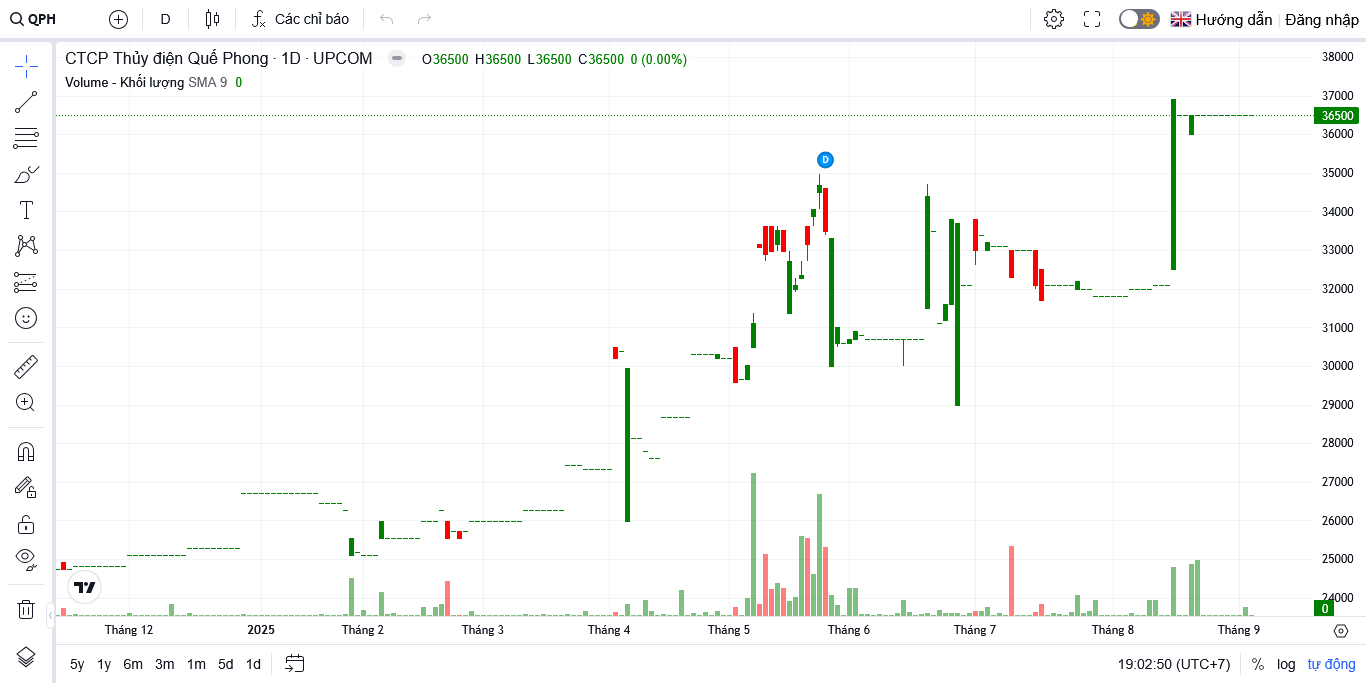 QPH D Các chỉ báo Hướng dẫn Đăng nhập
CTCP Thủy điện Quế Phong · 1D · UPCOM O36500 H36500 L36500 C36500 0 (0.00%)
Volume - Khối lượng SMA 9 0
38000
37000
36500
36000
35000
D
34000
33000
32000
31000
30000
29000
28000
27000
26000
25000
24000
0
Tháng 12 2025 Tháng 2 Tháng 3 Tháng 4 Tháng 5 Tháng 6 Tháng 7 Tháng 8 Tháng 9
5y 1y 6m 3m 1m 5d 1d 19:02:50 (UTC+7) % log tự động